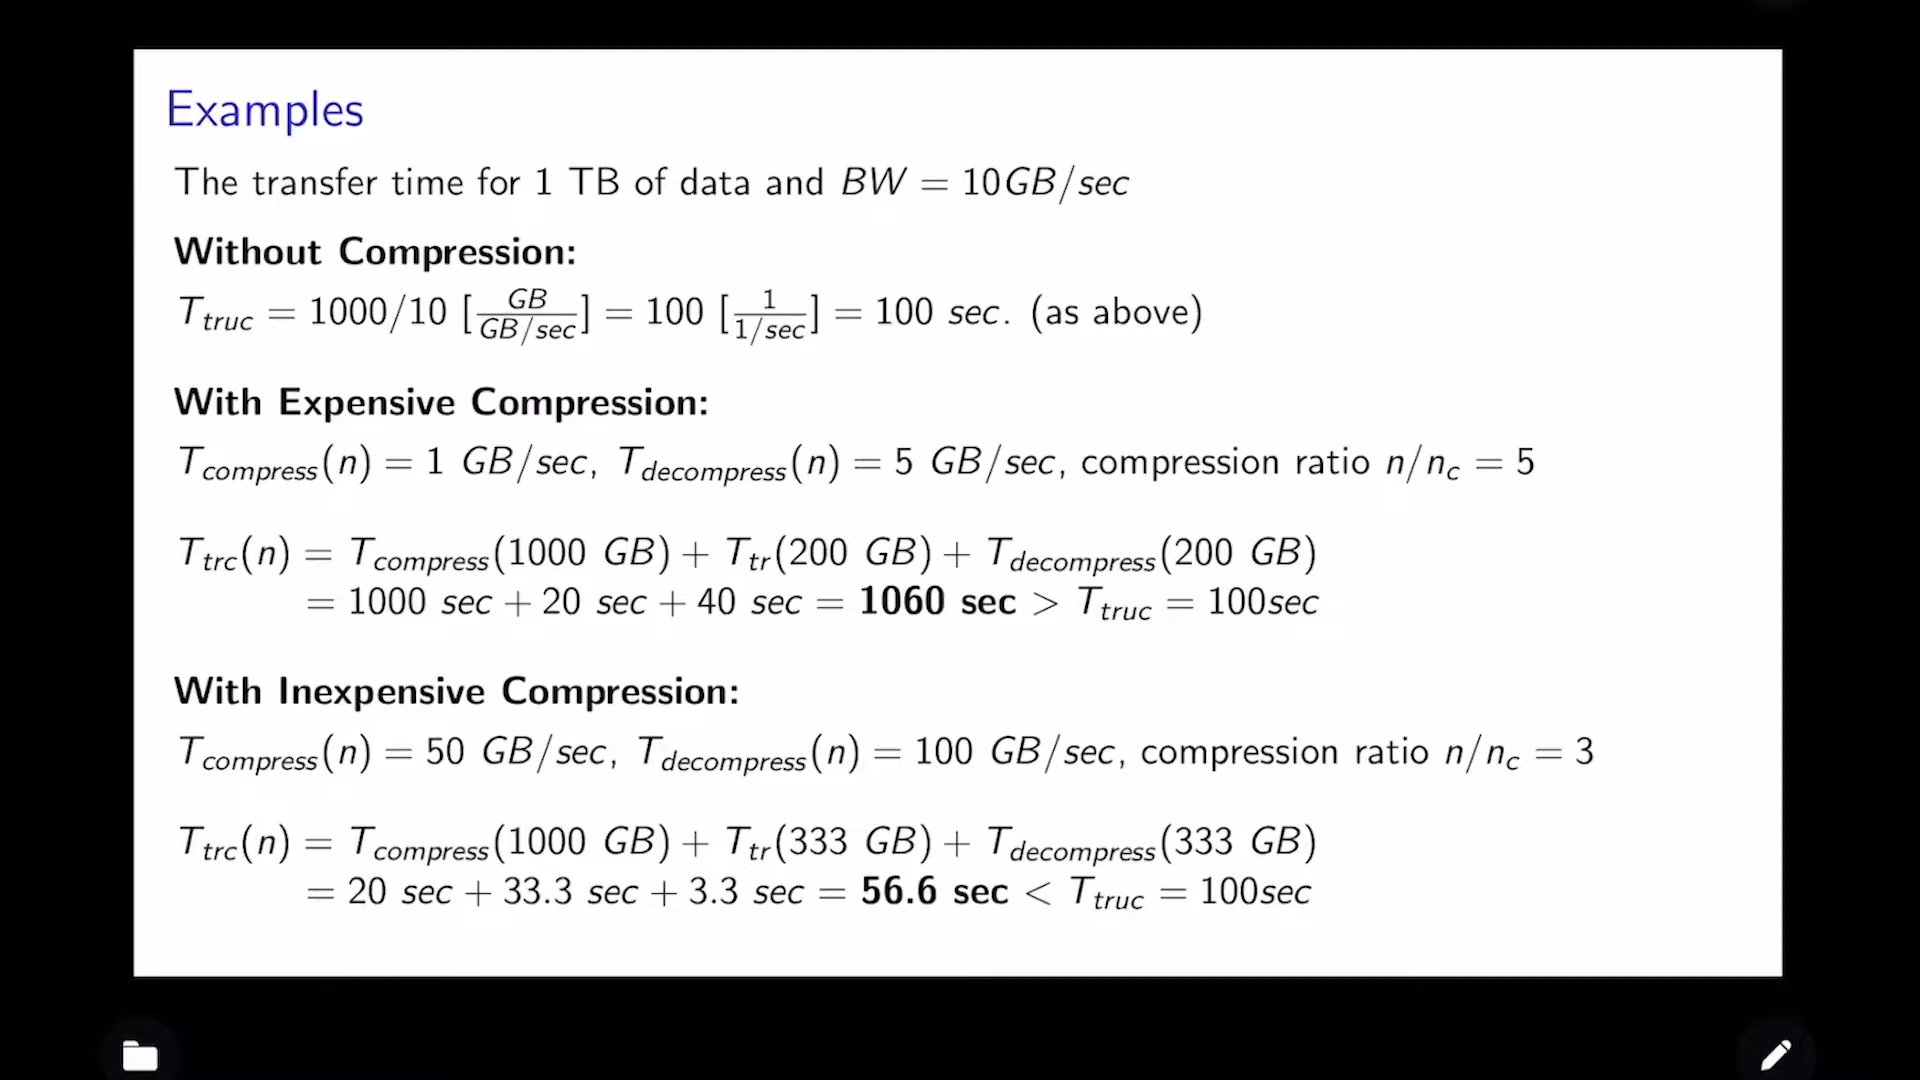 Examples
The transfer time for 1 TB of data and BW = 10GB/sec
Without Compression:
T_truc = 1000/10 [GB / GB/sec] = 100 [1 / 1/sec] = 100 sec. (as above)
With Expensive Compression:
T_compress(n) = 1 GB/sec, T_decompress(n) = 5 GB/sec, compression ratio n/n_c = 5
T_trc(n) = T_compress(1000 GB) + T_tr(200 GB) + T_decompress(200 GB)
= 1000 sec + 20 sec + 40 sec = 1060 sec > T_truc = 100sec
With Inexpensive Compression:
T_compress(n) = 50 GB/sec, T_decompress(n) = 100 GB/sec, compression ratio n/n_c = 3
T_trc(n) = T_compress(1000 GB) + T_tr(333 GB) + T_decompress(333 GB)
= 20 sec + 33.3 sec + 3.3 sec = 56.6 sec < T_truc = 100sec